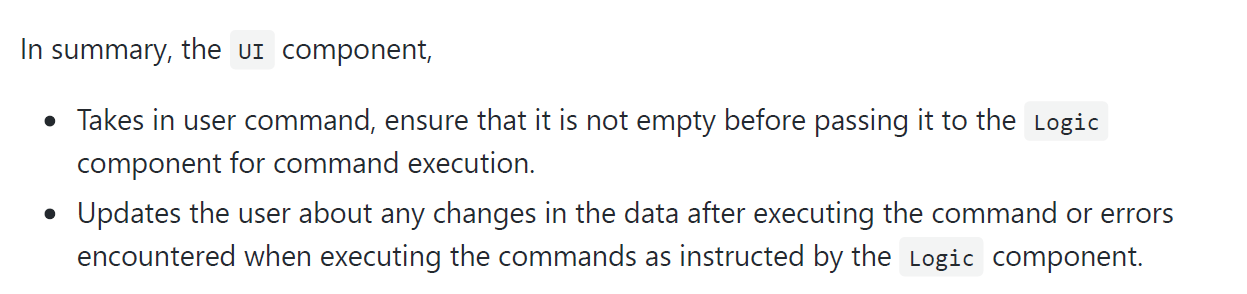 In summary, the UI component,
• Takes in user command, ensure that it is not empty before passing it to the Logic
component for command execution.
• Updates the user about any changes in the data after executing the command or errors
encountered when executing the commands as instructed by the Logic component.